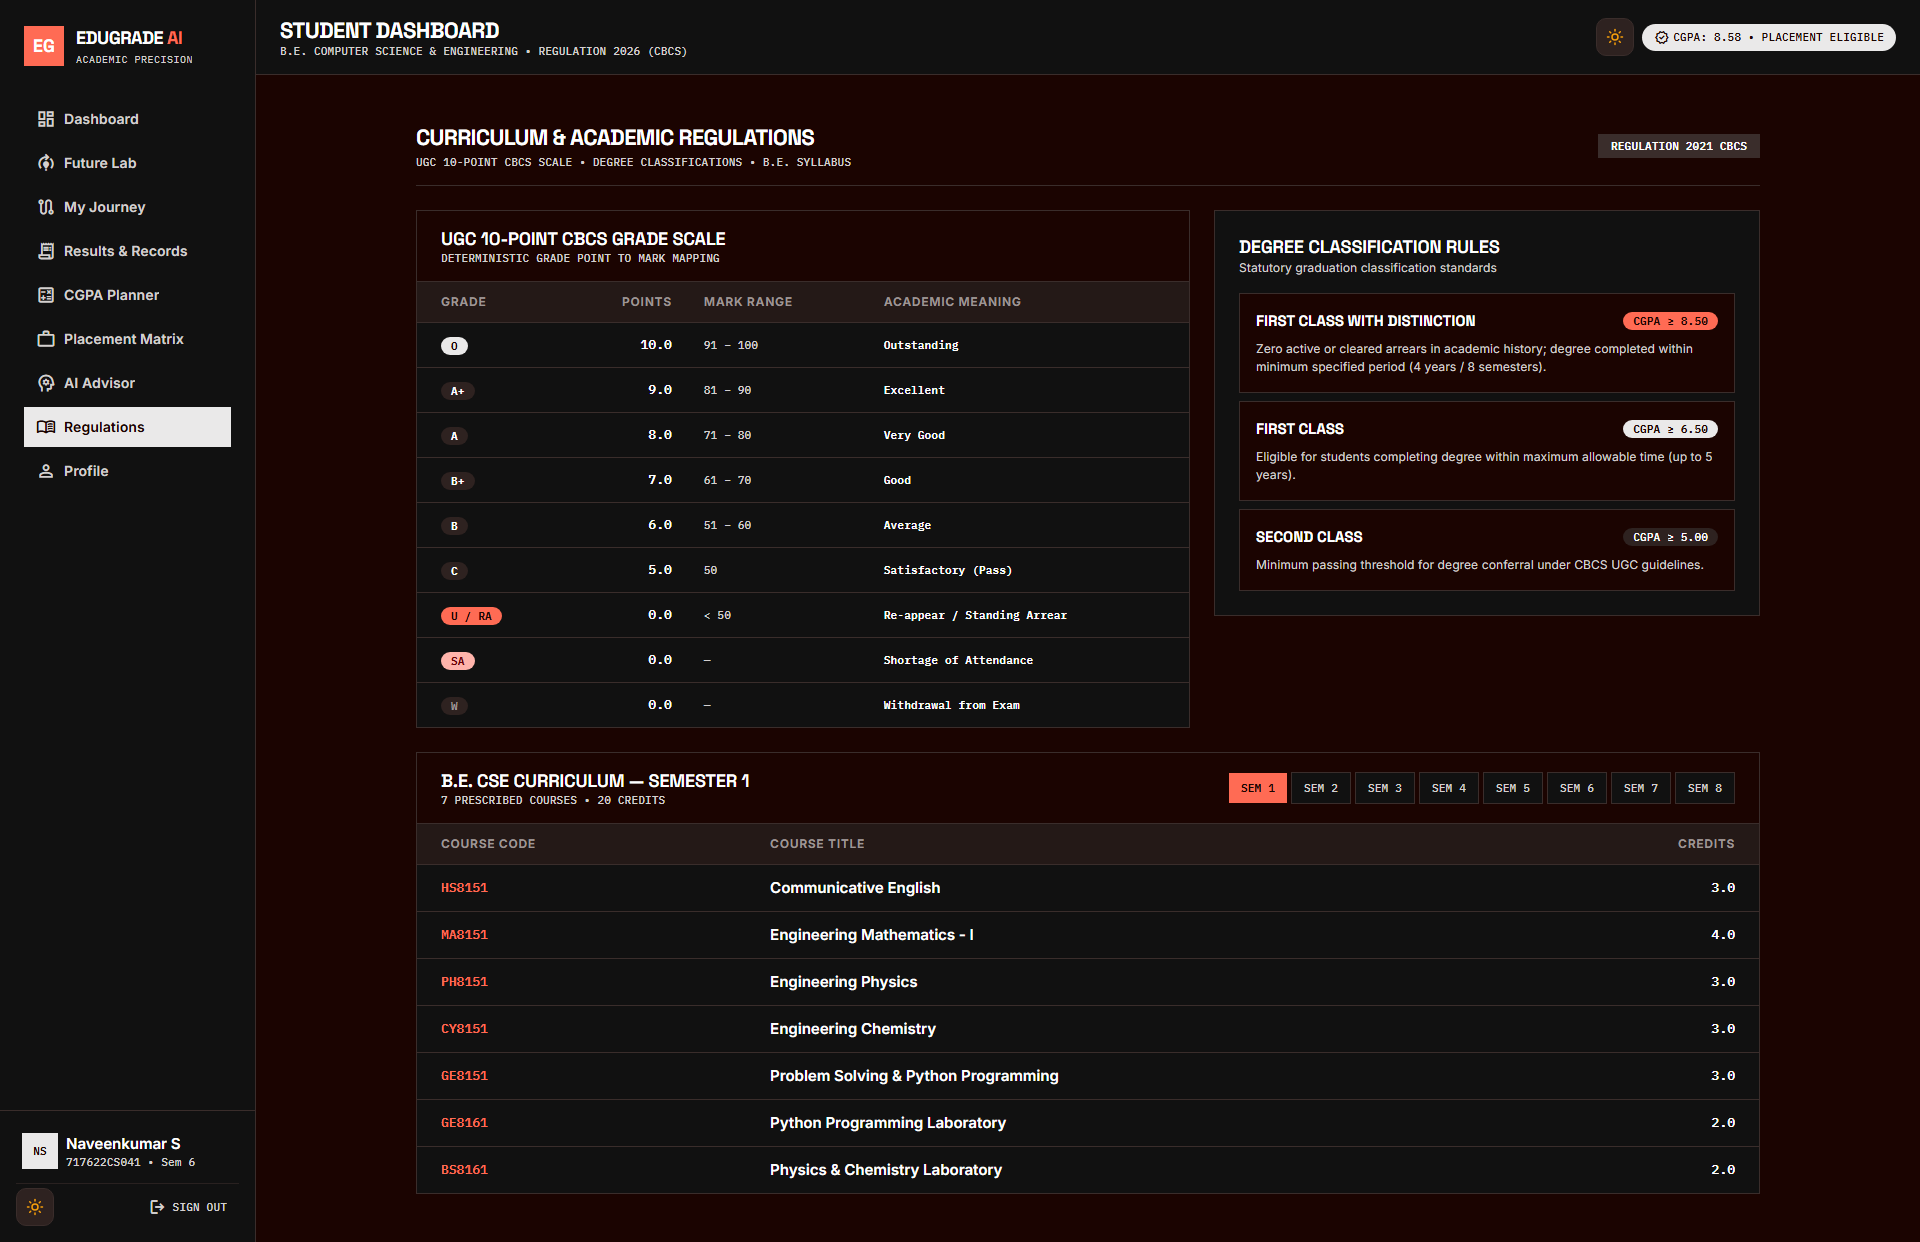 EG
EDUGRADE AI
ACADEMIC PRECISION
Dashboard
Future Lab
My Journey
Results & Records
CGPA Planner
Placement Matrix
AI Advisor
Regulations
Profile
NS
Naveenkumar S
717622CS041 • Sem 6
SIGN OUT
STUDENT DASHBOARD
B.E. COMPUTER SCIENCE & ENGINEERING • REGULATION 2026 (CBCS)
CGPA: 8.58 • PLACEMENT ELIGIBLE
CURRICULUM & ACADEMIC REGULATIONS
UGC 10-POINT CBCS SCALE • DEGREE CLASSIFICATIONS • B.E. SYLLABUS
REGULATION 2021 CBCS
UGC 10-POINT CBCS GRADE SCALE
DETERMINISTIC GRADE POINT TO MARK MAPPING
GRADE POINTS MARK RANGE ACADEMIC MEANING
O 10.0 91 – 100 Outstanding
A+ 9.0 81 – 90 Excellent
A 8.0 71 – 80 Very Good
B+ 7.0 61 – 70 Good
B 6.0 51 – 60 Average
C 5.0 50 Satisfactory (Pass)
U / RA 0.0 < 50 Re-appear / Standing Arrear
SA 0.0 – Shortage of Attendance
W 0.0 – Withdrawal from Exam
DEGREE CLASSIFICATION RULES
Statutory graduation classification standards
FIRST CLASS WITH DISTINCTION CGPA ≥ 8.50
Zero active or cleared arrears in academic history; degree completed within
minimum specified period (4 years / 8 semesters).
FIRST CLASS CGPA ≥ 6.50
Eligible for students completing degree within maximum allowable time (up to 5
years).
SECOND CLASS CGPA ≥ 5.00
Minimum passing threshold for degree conferral under CBCS UGC guidelines.
B.E. CSE CURRICULUM — SEMESTER 1
7 PRESCRIBED COURSES • 20 CREDITS
SEM 1 SEM 2 SEM 3 SEM 4 SEM 5 SEM 6 SEM 7 SEM 8
COURSE CODE COURSE TITLE CREDITS
HS8151 Communicative English 3.0
MA8151 Engineering Mathematics - I 4.0
PH8151 Engineering Physics 3.0
CY8151 Engineering Chemistry 3.0
GE8151 Problem Solving & Python Programming 3.0
GE8161 Python Programming Laboratory 2.0
BS8161 Physics & Chemistry Laboratory 2.0